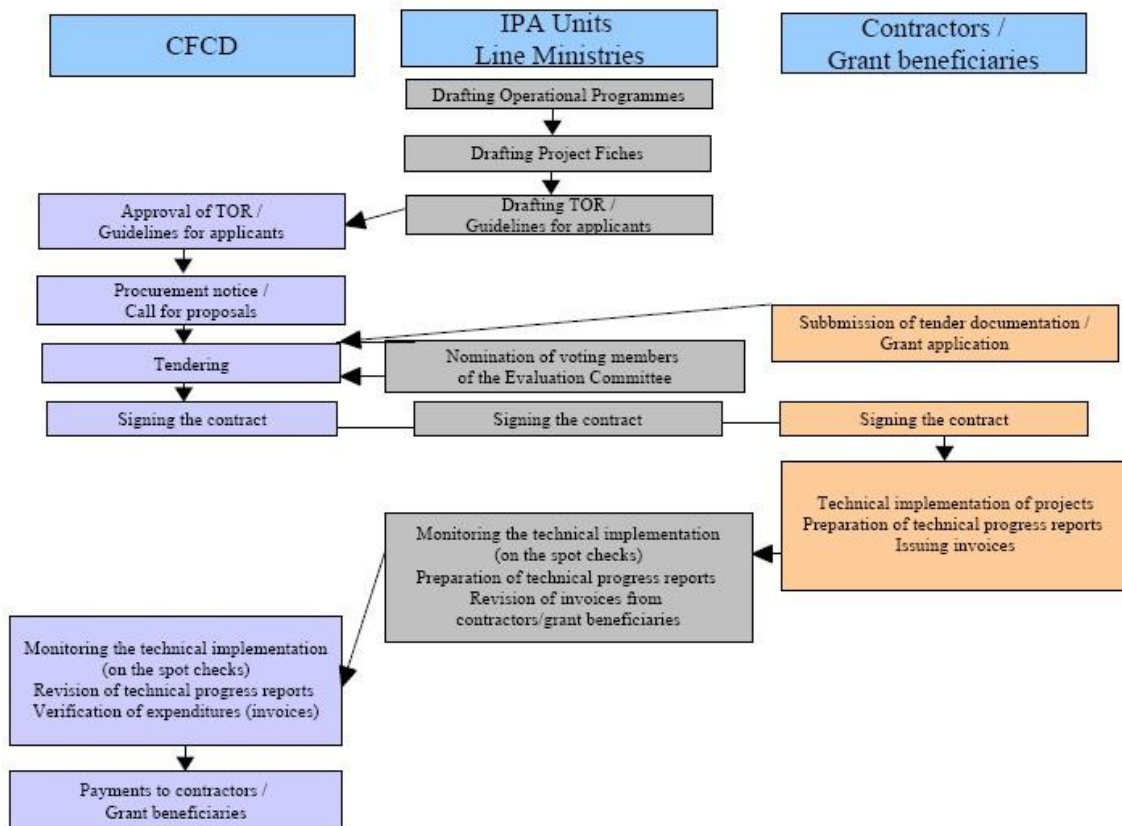 CFCD
IPA Units
Line Ministries
Contractors /
Grant beneficiaries
Drafting Operational Programmes
Drafting Project Fiches
Drafting TOR /
Guidelines for applicants
Approval of TOR /
Guidelines for applicants
Procurement notice /
Call for proposals
Subbmission of tender documentation /
Grant application
Tendering
Nomination of voting members
of the Evaluation Committee
Signing the contract
Signing the contract
Signing the contract
Technical implementation of projects
Preparation of technical progress reports
Issuing invoices
Monitoring the technical implementation
(on the spot checks)
Preparation of technical progress reports
Revision of invoices from
contractors/grant beneficiaries
Monitoring the technical implementation
(on the spot checks)
Revision of technical progress reports
Verification of expenditures (invoices)
Payments to contractors /
Grant beneficiaries